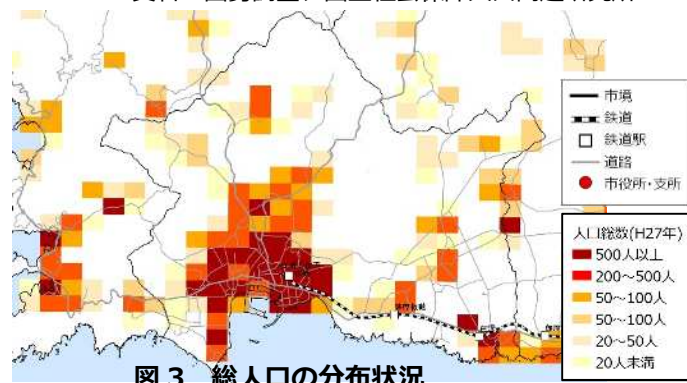 市境
鉄道
鉄道駅
道路
市役所・支所
人口総数(H27年)
500人以上
200～500人
50～100人
50～100人
20～50人
20人未満
図3 総人口の分布状況